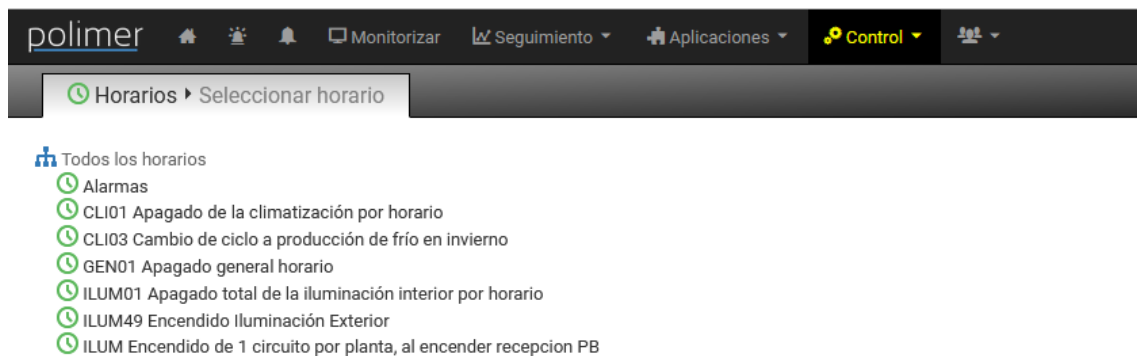 polimer Monitorizar Seguimiento Aplicaciones Control
Horarios Seleccionar horario
Todos los horarios
Alarmas
CLI01 Apagado de la climatización por horario
CLI03 Cambio de ciclo a producción de frío en invierno
GEN01 Apagado general horario
ILUM01 Apagado total de la iluminación interior por horario
ILUM49 Encendido Iluminación Exterior
ILUM Encendido de 1 circuito por planta, al encender recepcion PB